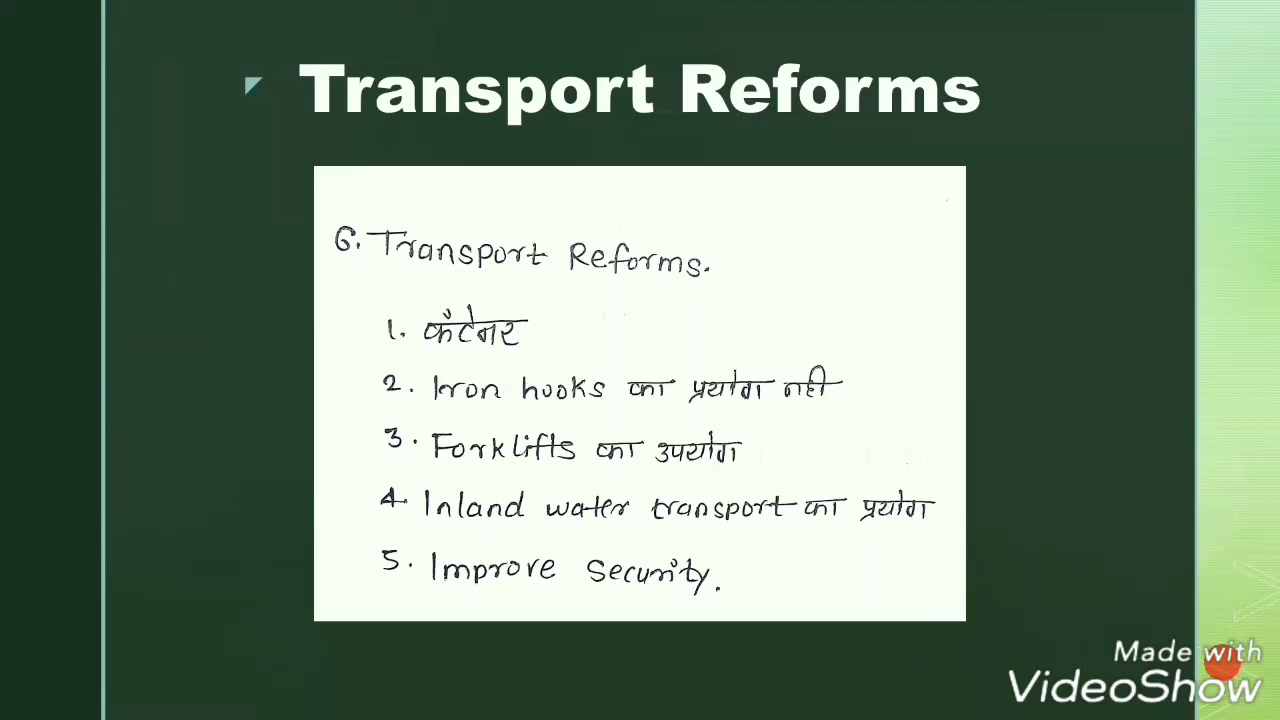 Transport Reforms
6. Transport Reforms.
1. कंटेनर
2. Iron hooks का प्रयोग नही
3. Forklifts का उपयोग
4. Inland water transport का प्रयोग
5. Improve Security.
Made with
VideoShow